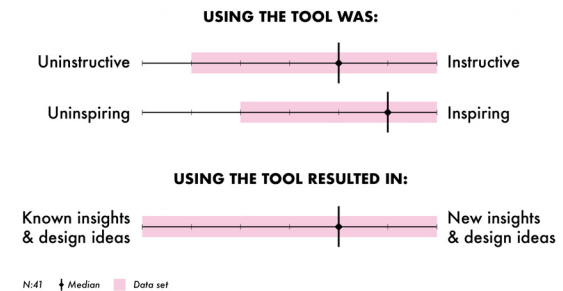 USING THE TOOL WAS:
Uninstructive Instructive
Uninspiring Inspiring
USING THE TOOL RESULTED IN:
Known insights
& design ideas
New insights
& design ideas
N:41 Median Data set